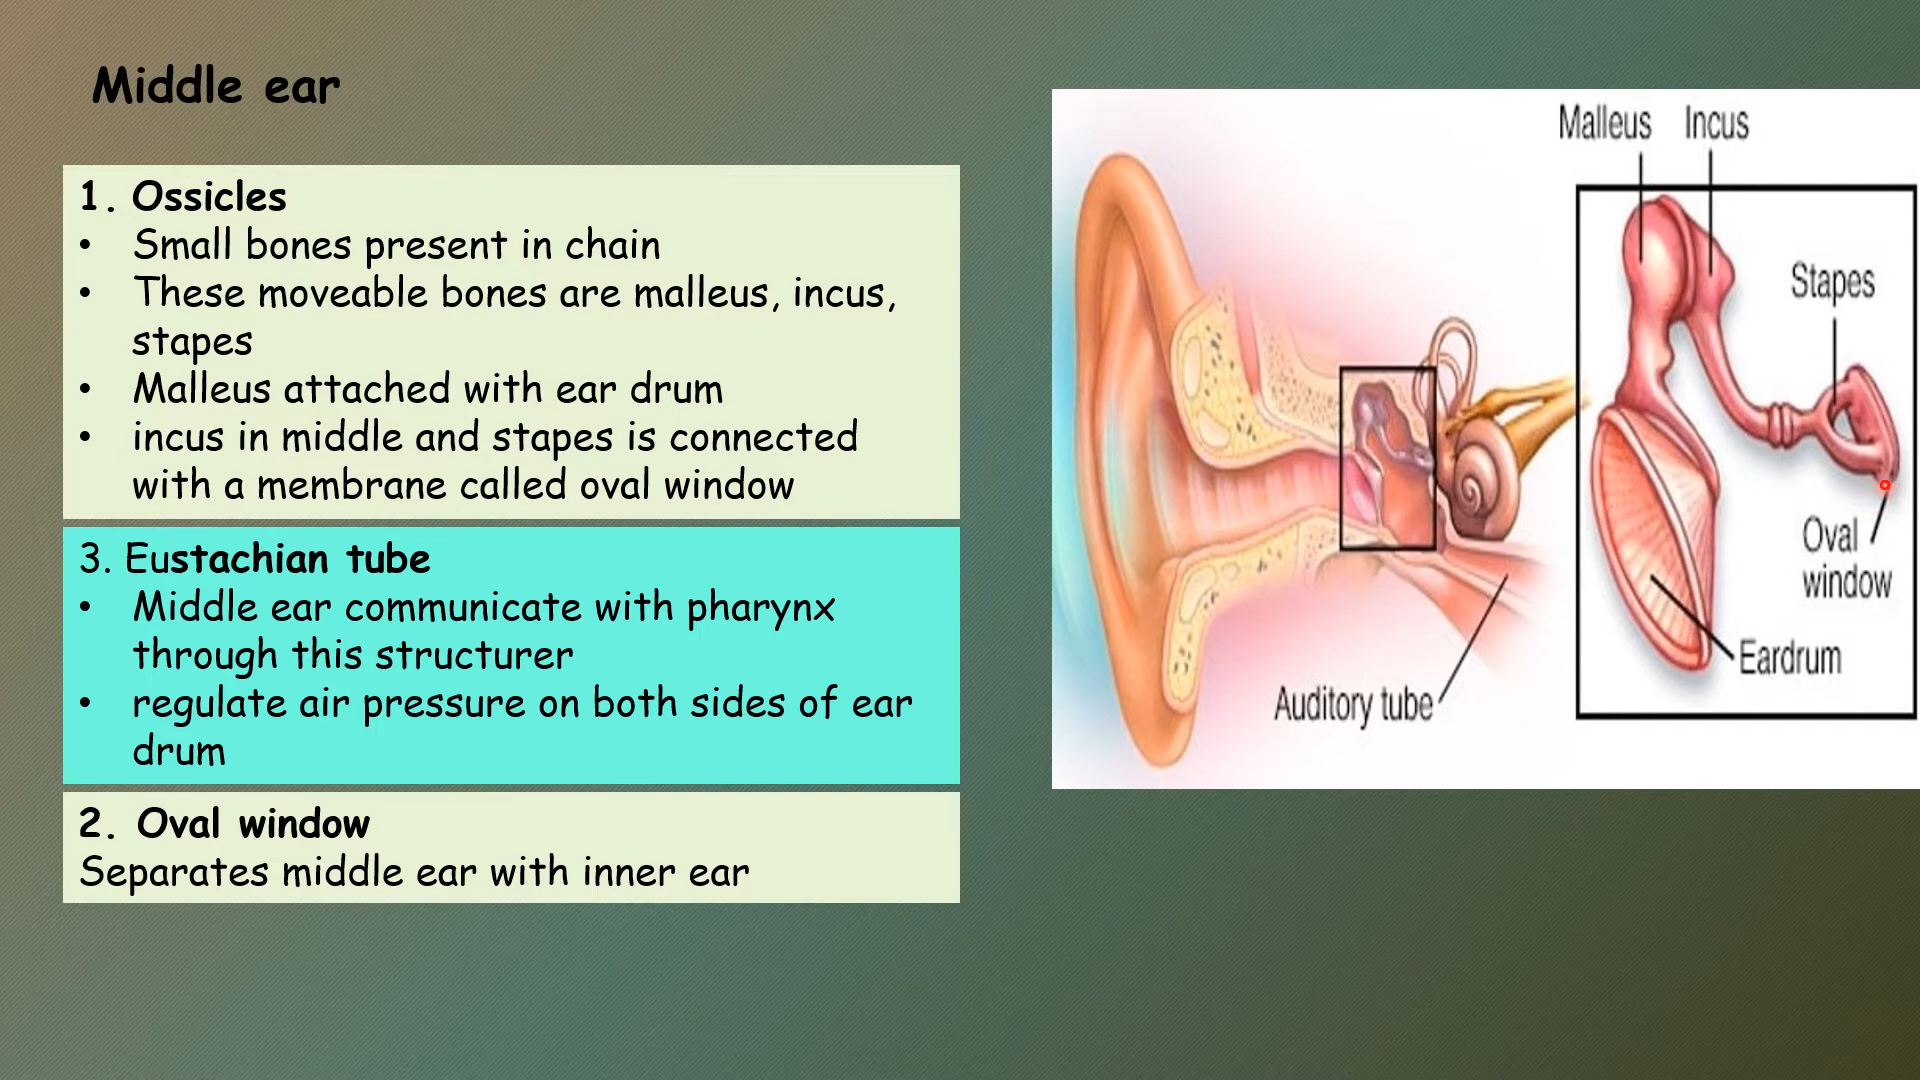 Middle ear
1. Ossicles
• Small bones present in chain
• These moveable bones are malleus, incus,
stapes
• Malleus attached with ear drum
• incus in middle and stapes is connected
with a membrane called oval window
3. Eustachian tube
• Middle ear communicate with pharynx
through this structurer
• regulate air pressure on both sides of ear
drum
2. Oval window
Separates middle ear with inner ear
Malleus Incus
Stapes
Oval
window
Eardrum
Auditory tube